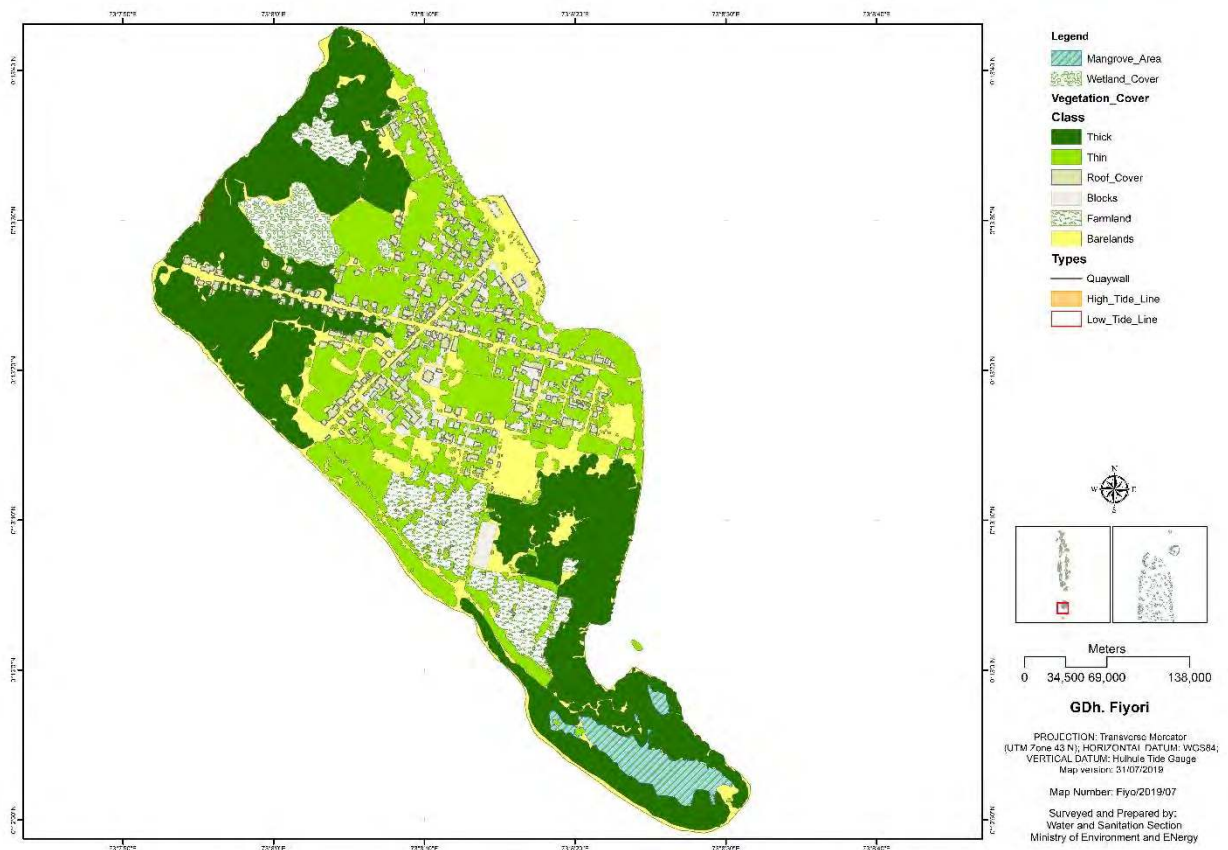 Legend
Mangrove_Area
Wetland_Cover
Vegetation_Cover
Class
Thick
Thin
Roof_Cover
Blocks
Farmland
Barelands
Types
Quaywall
High_Tide_Line
Low_Tide_Line
N
W E
S
Meters
0 34,500 69,000 138,000
GDh. Fiyori
PROJECTION: Transverse Mercator
(UTM Zone 43 N); HORIZONTAL DATUM: WGS84;
VERTICAL DATUM: Hulhule Tide Gauge
Map version: 31/07/2019
Map Number: Fiyo/2019/07
Surveyed and Prepared by:
Water and Sanitation Section
Ministry of Environment and ENergy